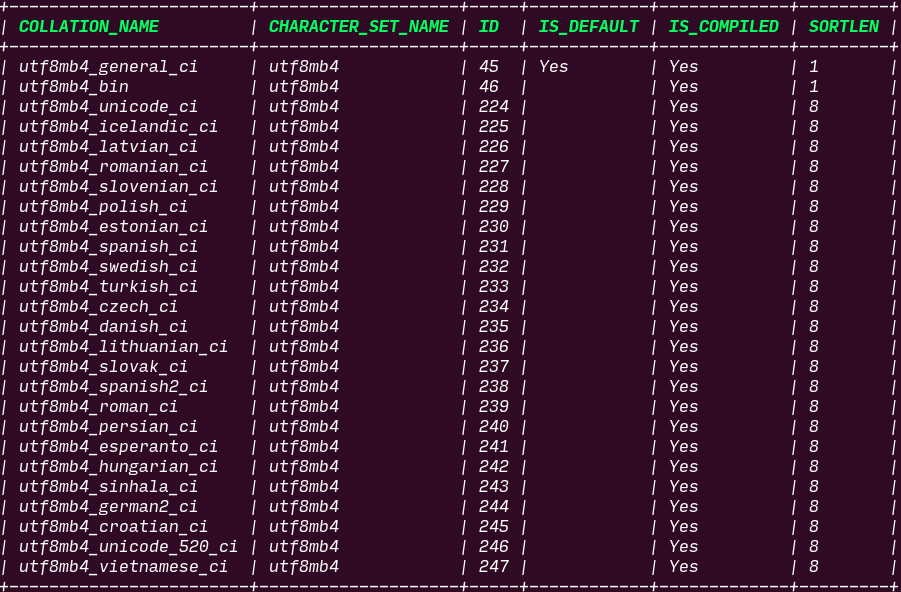 +-------------------------+--------------------+-----+------------+-------------+---------+
| COLLATION_NAME          | CHARACTER_SET_NAME | ID  | IS_DEFAULT | IS_COMPILED | SORTLEN |
+-------------------------+--------------------+-----+------------+-------------+---------+
| utf8mb4_general_ci      | utf8mb4            | 45  | Yes        | Yes         | 1       |
| utf8mb4_bin             | utf8mb4            | 46  |            | Yes         | 1       |
| utf8mb4_unicode_ci      | utf8mb4            | 224 |            | Yes         | 8       |
| utf8mb4_icelandic_ci    | utf8mb4            | 225 |            | Yes         | 8       |
| utf8mb4_latvian_ci      | utf8mb4            | 226 |            | Yes         | 8       |
| utf8mb4_romanian_ci     | utf8mb4            | 227 |            | Yes         | 8       |
| utf8mb4_slovenian_ci    | utf8mb4            | 228 |            | Yes         | 8       |
| utf8mb4_polish_ci       | utf8mb4            | 229 |            | Yes         | 8       |
| utf8mb4_estonian_ci     | utf8mb4            | 230 |            | Yes         | 8       |
| utf8mb4_spanish_ci      | utf8mb4            | 231 |            | Yes         | 8       |
| utf8mb4_swedish_ci      | utf8mb4            | 232 |            | Yes         | 8       |
| utf8mb4_turkish_ci      | utf8mb4            | 233 |            | Yes         | 8       |
| utf8mb4_czech_ci        | utf8mb4            | 234 |            | Yes         | 8       |
| utf8mb4_danish_ci       | utf8mb4            | 235 |            | Yes         | 8       |
| utf8mb4_lithuanian_ci   | utf8mb4            | 236 |            | Yes         | 8       |
| utf8mb4_slovak_ci       | utf8mb4            | 237 |            | Yes         | 8       |
| utf8mb4_spanish2_ci     | utf8mb4            | 238 |            | Yes         | 8       |
| utf8mb4_roman_ci        | utf8mb4            | 239 |            | Yes         | 8       |
| utf8mb4_persian_ci      | utf8mb4            | 240 |            | Yes         | 8       |
| utf8mb4_esperanto_ci    | utf8mb4            | 241 |            | Yes         | 8       |
| utf8mb4_hungarian_ci    | utf8mb4            | 242 |            | Yes         | 8       |
| utf8mb4_sinhala_ci      | utf8mb4            | 243 |            | Yes         | 8       |
| utf8mb4_german2_ci      | utf8mb4            | 244 |            | Yes         | 8       |
| utf8mb4_croatian_ci     | utf8mb4            | 245 |            | Yes         | 8       |
| utf8mb4_unicode_520_ci  | utf8mb4            | 246 |            | Yes         | 8       |
| utf8mb4_vietnamese_ci   | utf8mb4            | 247 |            | Yes         | 8       |
+-------------------------+--------------------+-----+------------+-------------+---------+